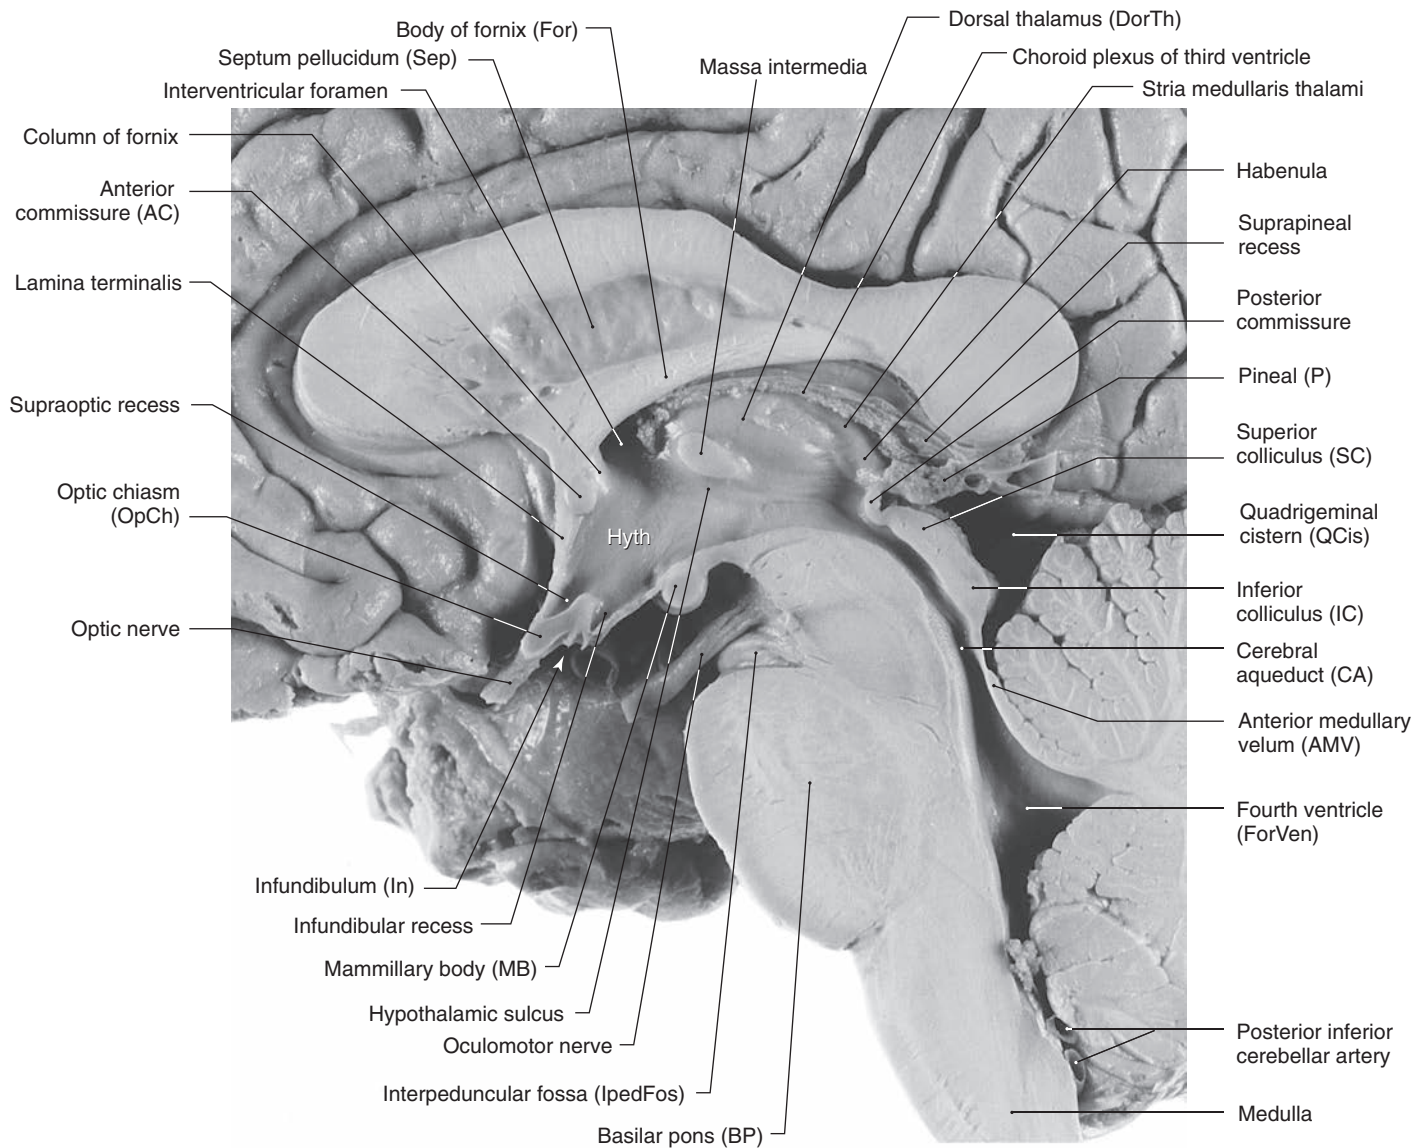 Body of fornix (For)
Septum pellucidum (Sep)
Interventricular foramen
Column of fornix
Anterior
commissure (AC)
Lamina terminalis
Supraoptic recess
Optic chiasm
(OpCh)
Optic nerve
Massa intermedia
Dorsal thalamus (DorTh)
Choroid plexus of third ventricle
Stria medullaris thalami
Habenula
Suprapineal
recess
Posterior
commissure
Pineal (P)
Superior
colliculus (SC)
Quadrigeminal
cistern (QCis)
Inferior
colliculus (IC)
Cerebral
aqueduct (CA)
Anterior medullary
velum (AMV)
Fourth ventricle
(ForVen)
Posterior inferior
cerebellar artery
Medulla
Hyth
Infundibulum (In)
Infundibular recess
Mammillary body (MB)
Hypothalamic sulcus
Oculomotor nerve
Interpeduncular fossa (IpedFos)
Basilar pons (BP)